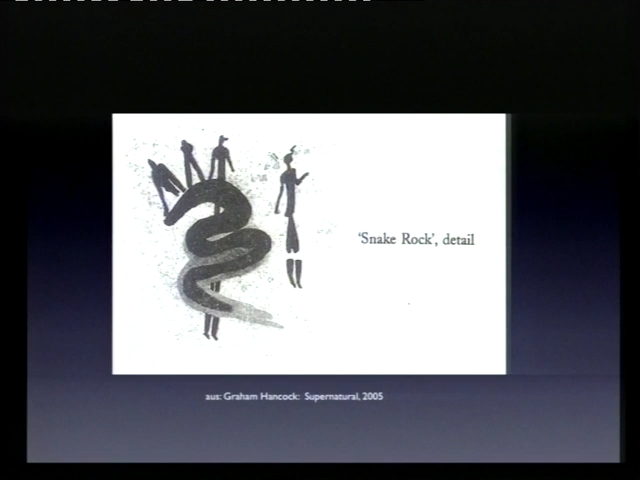 'Snake Rock', detail
aus: Graham Hancock: Supernatural, 2005